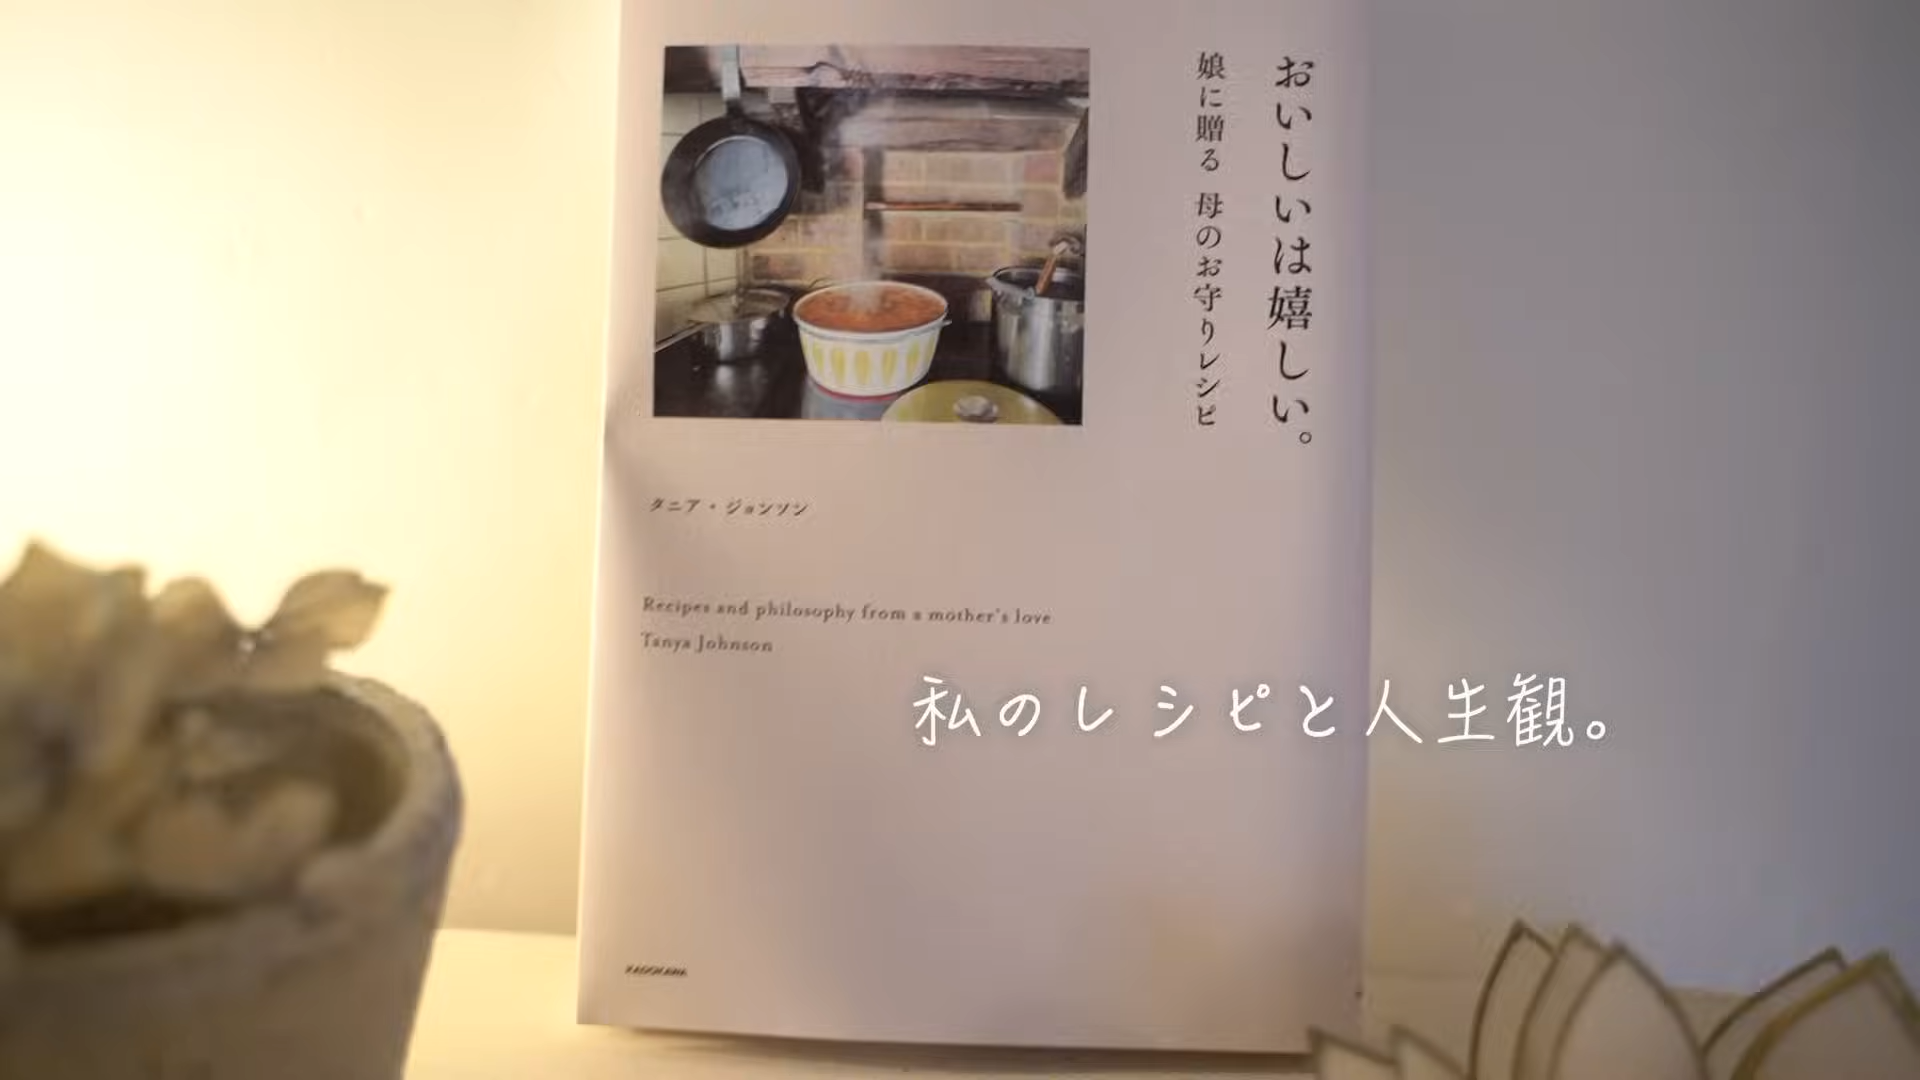 おいしいは嬉しい。
娘に贈る 母のお守りレシピ
タニア・ジョンソン
Recipes and philosophy from a mother's love
Tanya Johnson
私のレシピと人生観。
KADOKAWA